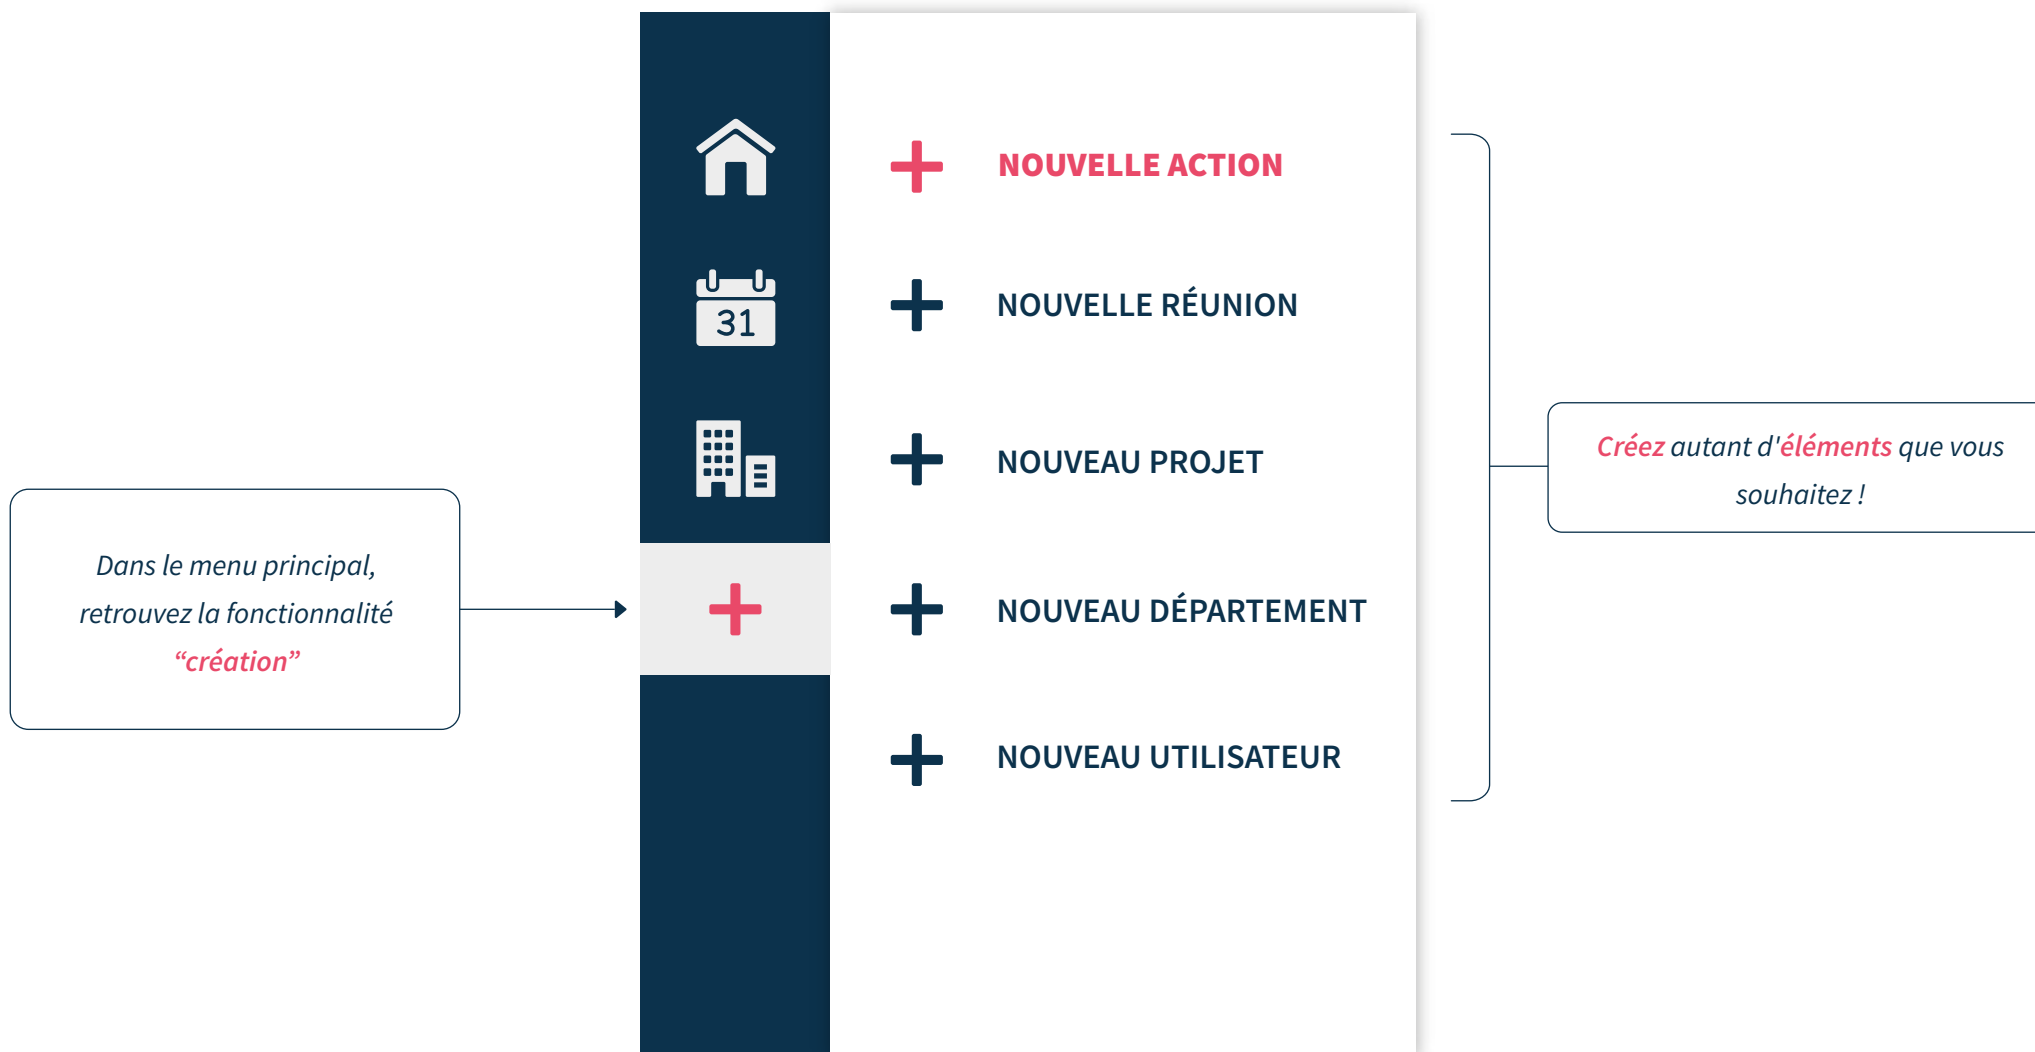 Dans le menu principal,
retrouvez la fonctionnalité
“création”
31
NOUVELLE ACTION
NOUVELLE RÉUNION
NOUVEAU PROJET
NOUVEAU DÉPARTEMENT
NOUVEAU UTILISATEUR
Créez autant d'éléments que vous
souhaitez !